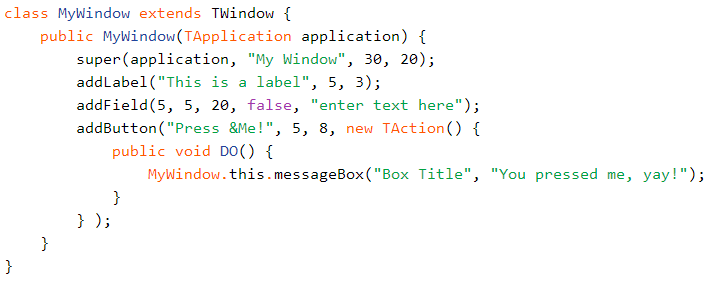 class MyWindow extends TWindow {
    public MyWindow(TApplication application) {
        super(application, "My Window", 30, 20);
        addLabel("This is a label", 5, 3);
        addField(5, 5, 20, false, "enter text here");
        addButton("Press &Me!", 5, 8, new TAction() {
            public void DO() {
                MyWindow.this.messageBox("Box Title", "You pressed me, yay!");
            }
        } );
    }
}